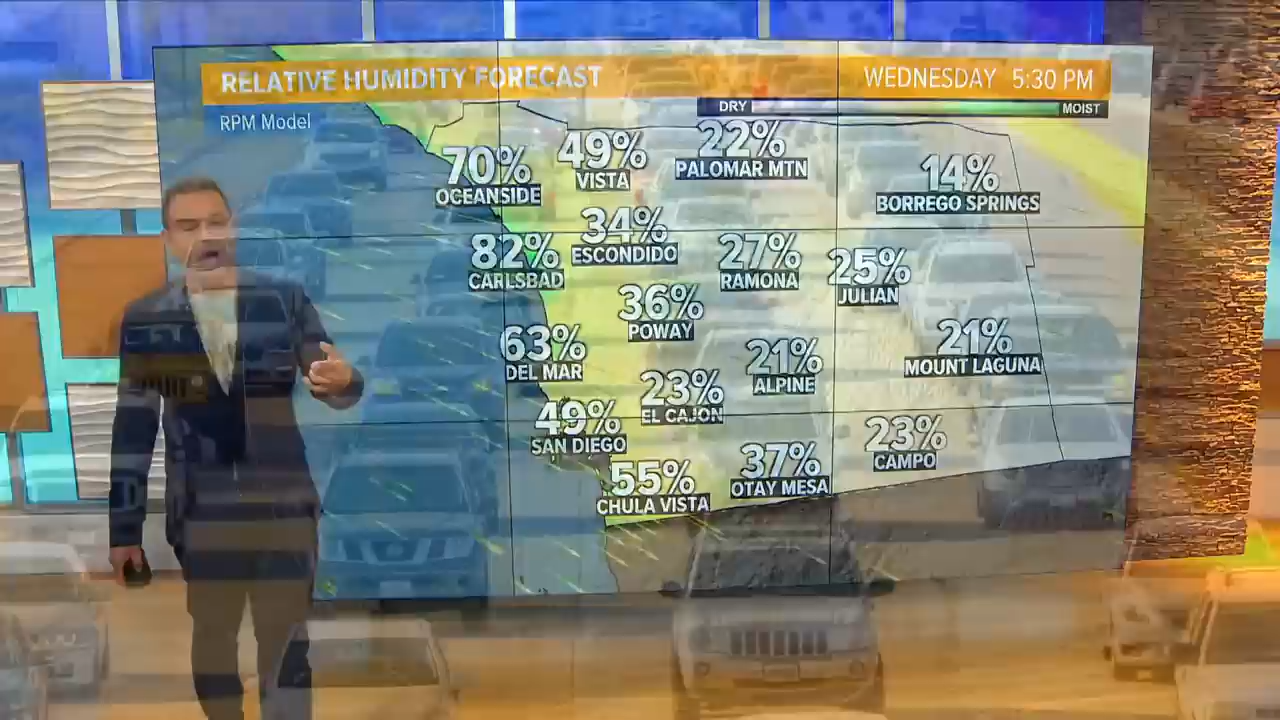 RELATIVE HUMIDITY FORECAST
WEDNESDAY 5:30 PM
RPM Model
DRY
MOIST
70%
OCEANSIDE
49%
VISTA
22%
PALOMAR MTN
14%
BORREGO SPRINGS
82%
CARLSBAD
34%
ESCONDIDO
27%
RAMONA
25%
JULIAN
36%
POWAY
63%
DEL MAR
21%
ALPINE
21%
MOUNT LAGUNA
23%
EL CAJON
49%
SAN DIEGO
23%
CAMPO
55%
CHULA VISTA
37%
OTAY MESA